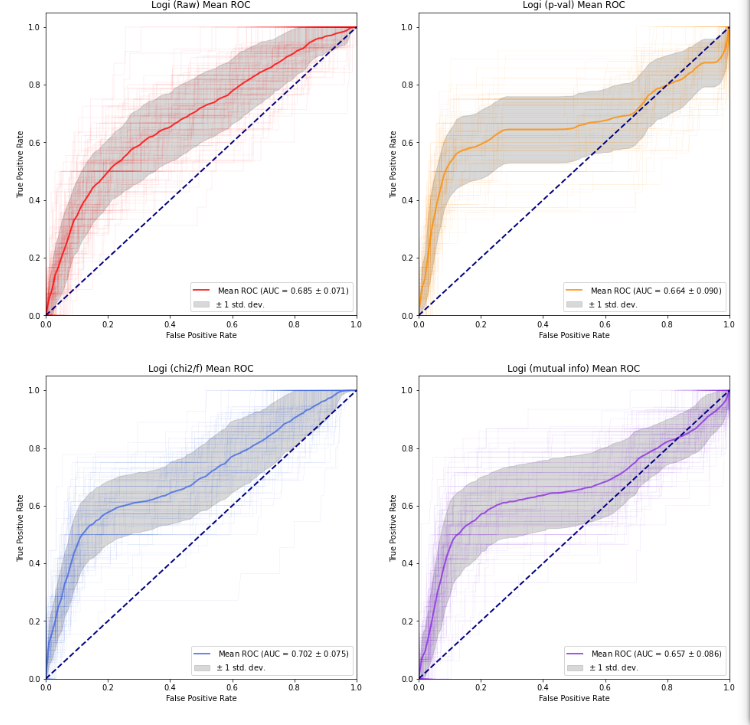 Logi (Raw) Mean ROC
1.0
0.8
0.6
0.4
0.2
0.0
True Positive Rate
Mean ROC (AUC = 0.685 ± 0.071)
± 1 std. dev.
0.0 0.2 0.4 0.6 0.8 1.0
False Positive Rate
Logi (p-val) Mean ROC
1.0
0.8
0.6
0.4
0.2
0.0
True Positive Rate
Mean ROC (AUC = 0.664 ± 0.090)
± 1 std. dev.
0.0 0.2 0.4 0.6 0.8 1.0
False Positive Rate
Logi (chi2/f) Mean ROC
1.0
0.8
0.6
0.4
0.2
0.0
True Positive Rate
Mean ROC (AUC = 0.702 ± 0.075)
± 1 std. dev.
0.0 0.2 0.4 0.6 0.8 1.0
False Positive Rate
Logi (mutual info) Mean ROC
1.0
0.8
0.6
0.4
0.2
0.0
True Positive Rate
Mean ROC (AUC = 0.657 ± 0.086)
± 1 std. dev.
0.0 0.2 0.4 0.6 0.8 1.0
False Positive Rate